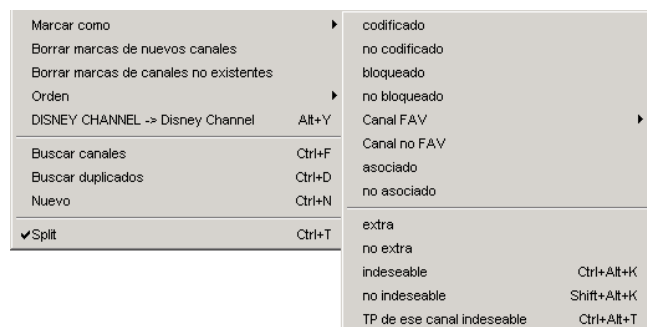 Marcar como
Borrar marcas de nuevos canales
Borrar marcas de canales no existentes
Orden
DISNEY CHANNEL -> Disney Channel Alt+Y
Buscar canales Ctrl+F
Buscar duplicados Ctrl+D
Nuevo Ctrl+N
Split Ctrl+T
codificado
no codificado
bloqueado
no bloqueado
Canal FAV
Canal no FAV
asociado
no asociado
extra
no extra
indeseable Ctrl+Alt+K
no indeseable Shift+Alt+K
TP de ese canal indeseable Ctrl+Alt+T